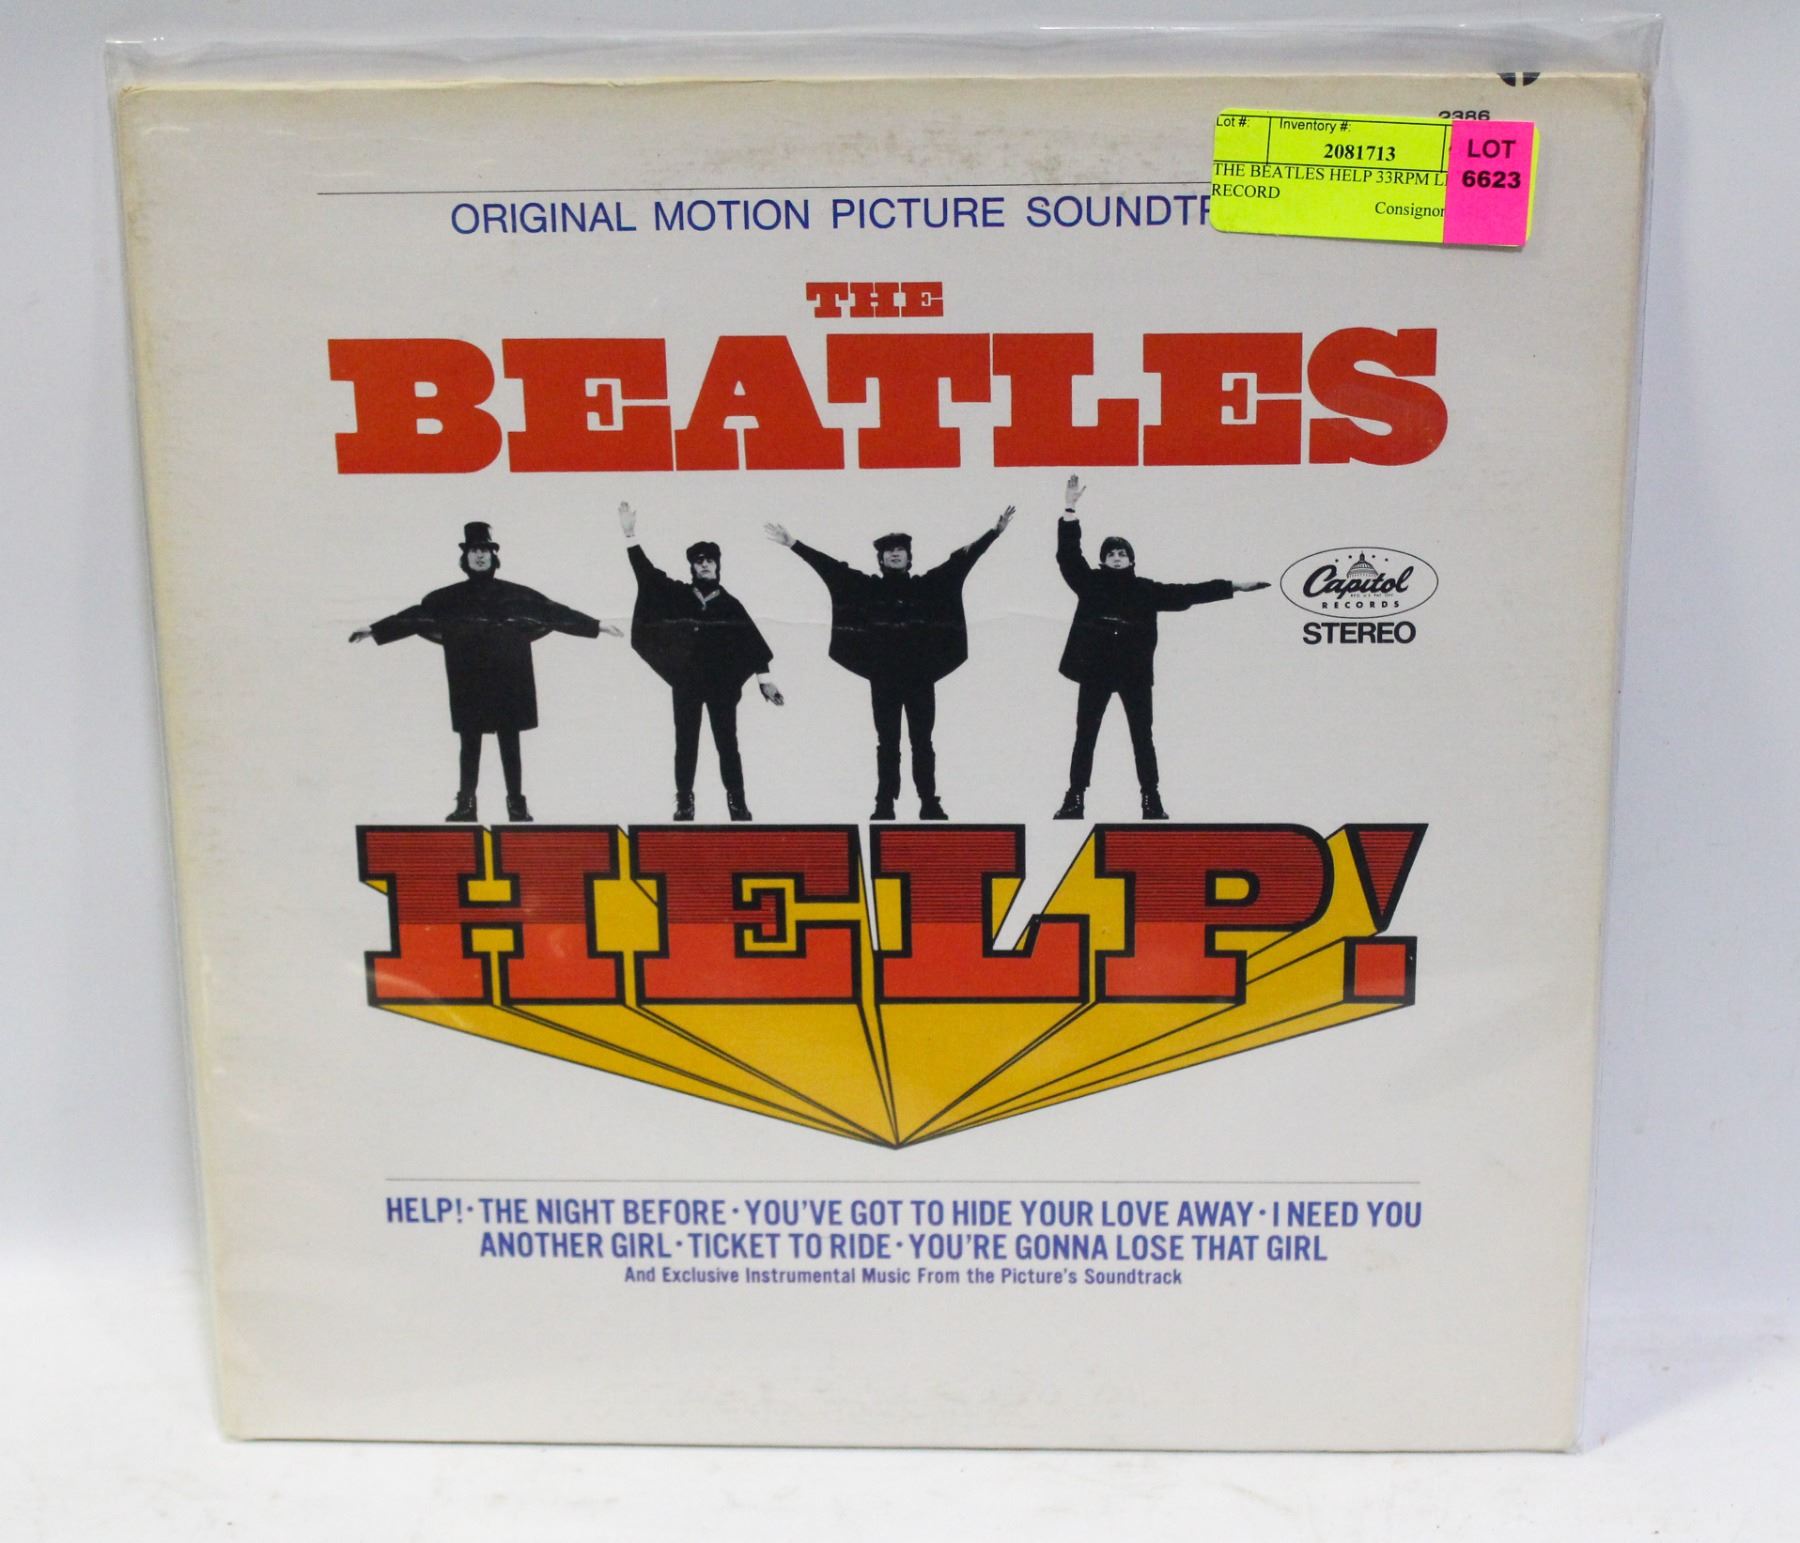 2386
Lot #: Inventory #:
2081713
LOT
6623
THE BEATLES HELP 33RPM
RECORD
Consignor
ORIGINAL MOTION PICTURE
THE
BEATLES
Capitol
RECORDS
STEREO
HELP!
HELP! · THE NIGHT BEFORE · YOU'VE GOT TO HIDE YOUR LOVE AWAY · I NEED YOU
ANOTHER GIRL · TICKET TO RIDE · YOU'RE GONNA LOSE THAT GIRL
And Exclusive Instrumental Music From the Picture's Soundtrack